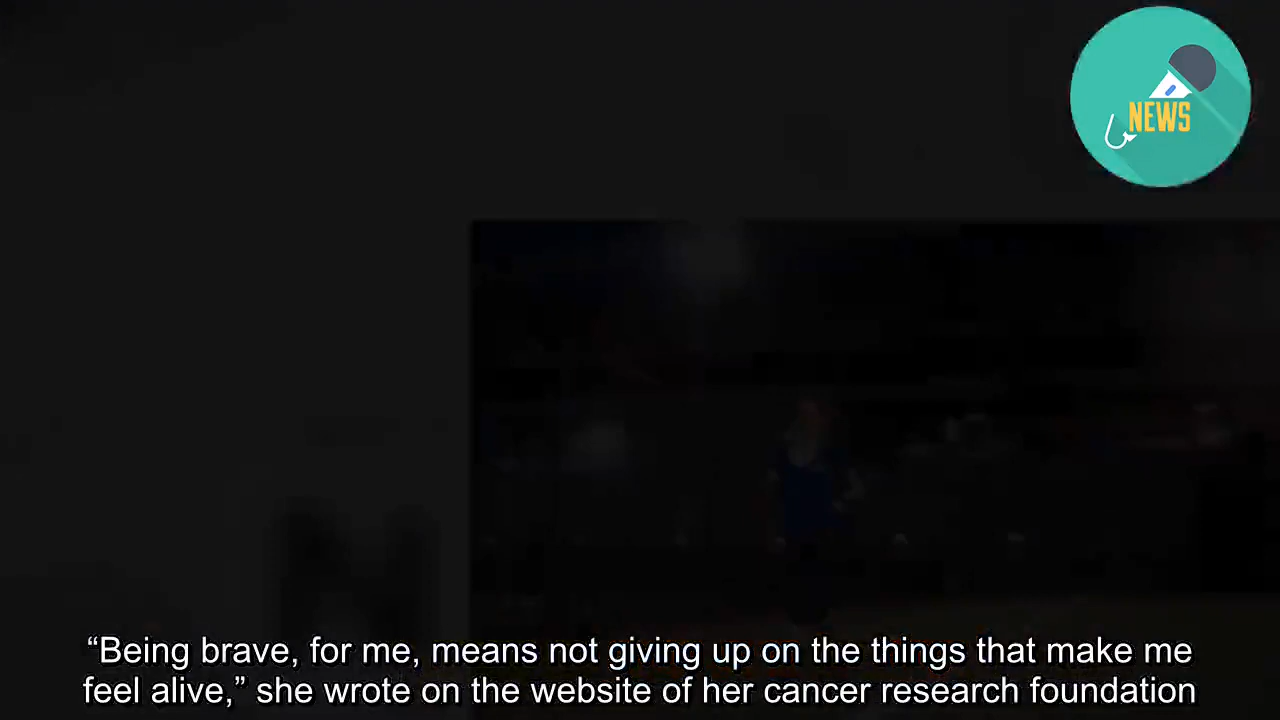 NEWS
“Being brave, for me, means not giving up on the things that make me
feel alive,” she wrote on the website of her cancer research foundation